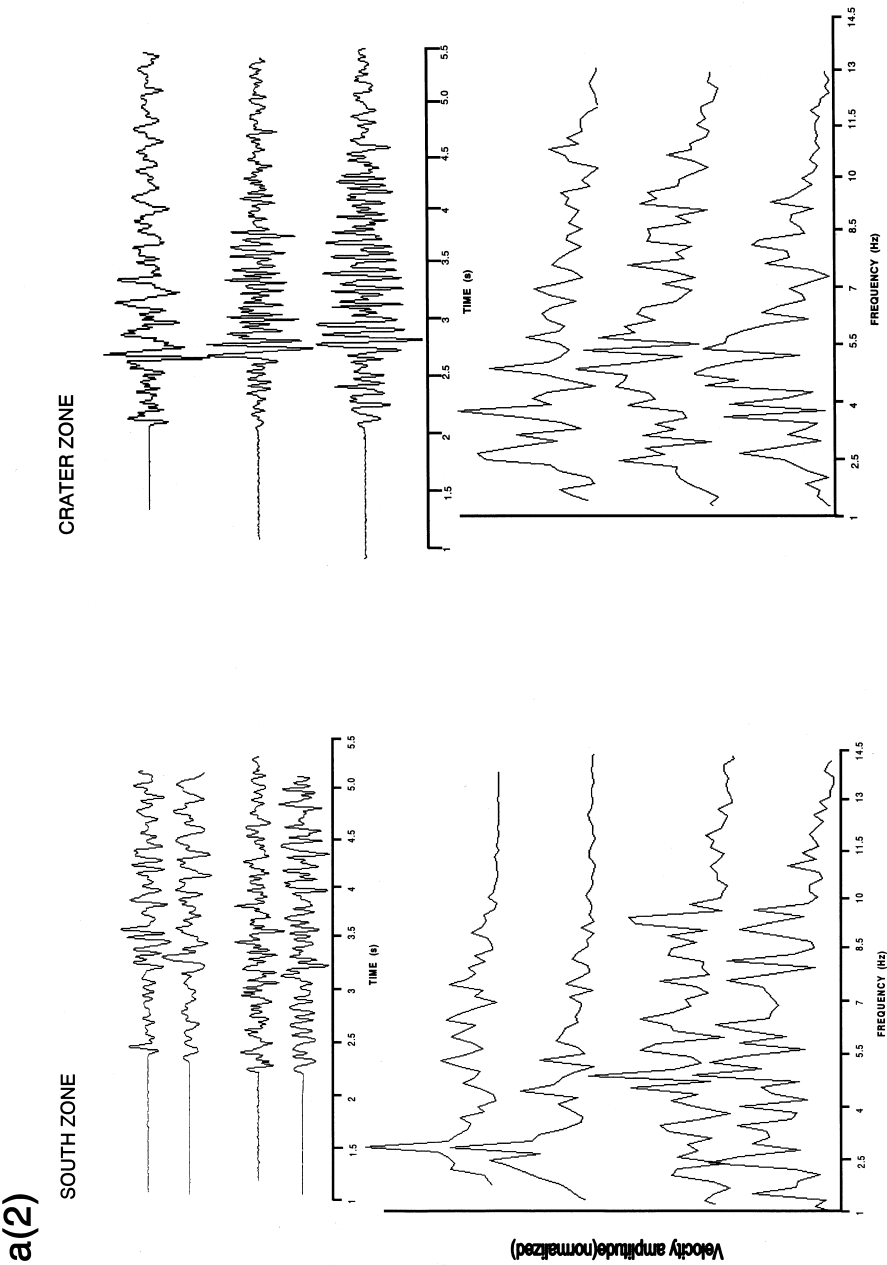 a(2)
SOUTH ZONE
1 1.5 2 2.5 3 3.5 4 4.5 5.0 5.5
TIME (s)
Velocity amplitude(normalized)
1 2.5 4 5.5 7 8.5 10 11.5 13 14.5
FREQUENCY (Hz)
CRATER ZONE
1 1.5 2 2.5 3 3.5 4 4.5 5.0 5.5
TIME (s)
1 2.5 4 5.5 7 8.5 10 11.5 13 14.5
FREQUENCY (Hz)